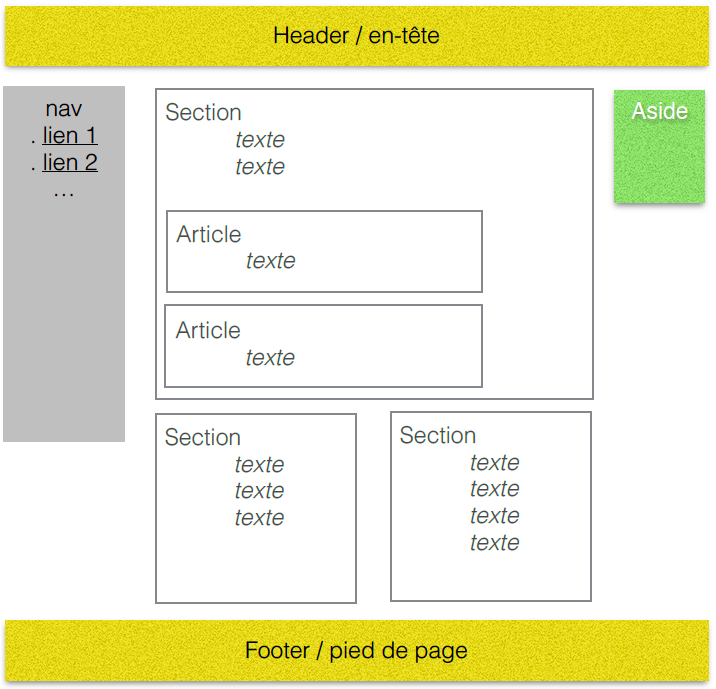 Header / en-tête
nav
. lien 1
. lien 2
...
Section
texte
texte
Article
texte
Article
texte
Aside
Section
texte
texte
texte
Section
texte
texte
texte
texte
Footer / pied de page